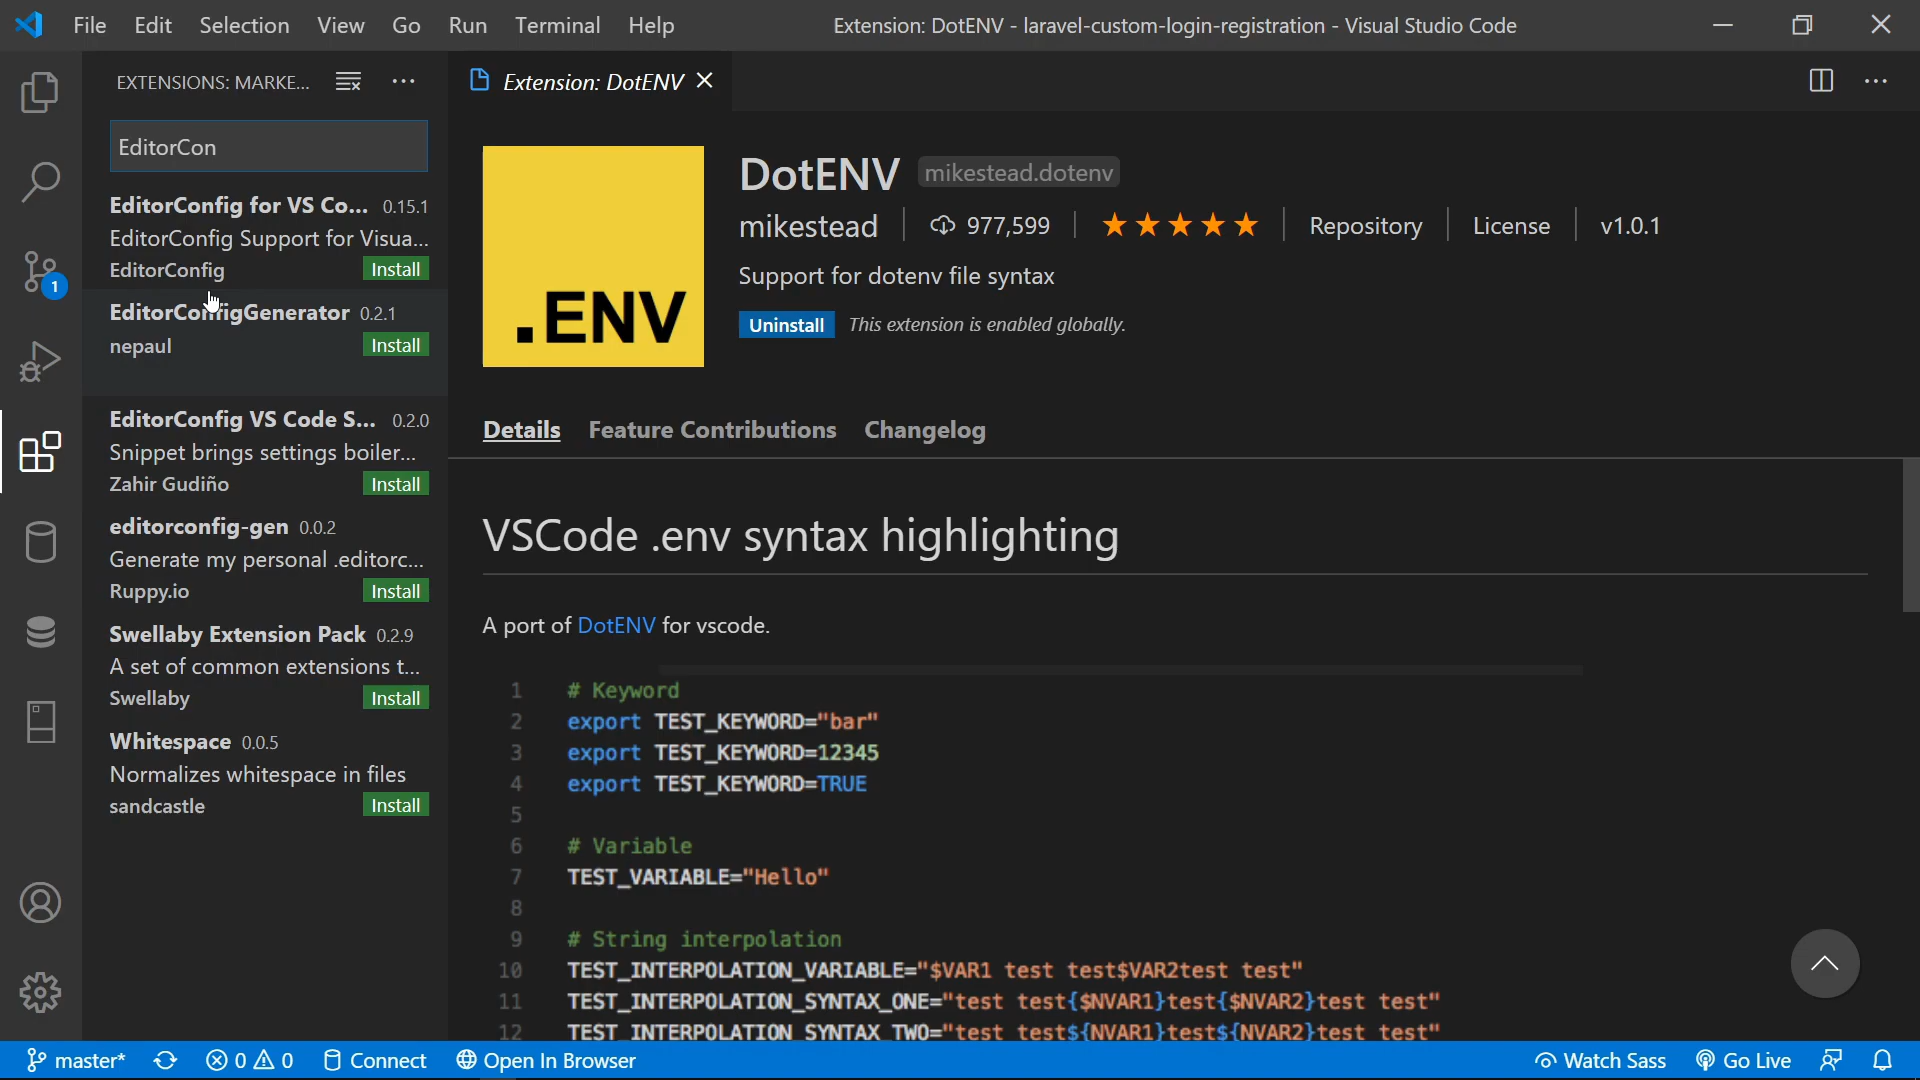 File Edit Selection View Go Run Terminal Help
Extension: DotENV - laravel-custom-login-registration - Visual Studio Code
EXTENSIONS: MARKE...
Extension: DotENV
EditorCon
EditorConfig for VS Co... 0.15.1
EditorConfig Support for Visua...
EditorConfig Install
EditorConfigGenerator 0.2.1
nepaul Install
EditorConfig VS Code S... 0.2.0
Snippet brings settings boiler...
Zahir Gudiño Install
editorconfig-gen 0.0.2
Generate my personal .editorc...
Ruppy.io Install
Swellaby Extension Pack 0.2.9
A set of common extensions t...
Swellaby Install
Whitespace 0.0.5
Normalizes whitespace in files
sandcastle Install
1
.ENV
DotENV mikestead.dotenv
mikestead 977,599 Repository License v1.0.1
Support for dotenv file syntax
Uninstall This extension is enabled globally.
Details Feature Contributions Changelog
VSCode .env syntax highlighting
A port of DotENV for vscode.
1 # Keyword
2 export TEST_KEYWORD="bar"
3 export TEST_KEYWORD=12345
4 export TEST_KEYWORD=TRUE
5
6 # Variable
7 TEST_VARIABLE="Hello"
8
9 # String interpolation
10 TEST_INTERPOLATION_VARIABLE="$VAR1 test test$VAR2test test"
11 TEST_INTERPOLATION_SYNTAX_ONE="test test{$NVAR1}test{$NVAR2}test test"
12 TEST_INTERPOLATION_SYNTAX_TWO="test test${NVAR1}test${NVAR2}test test"
master* 0 0 Connect Open In Browser Watch Sass Go Live